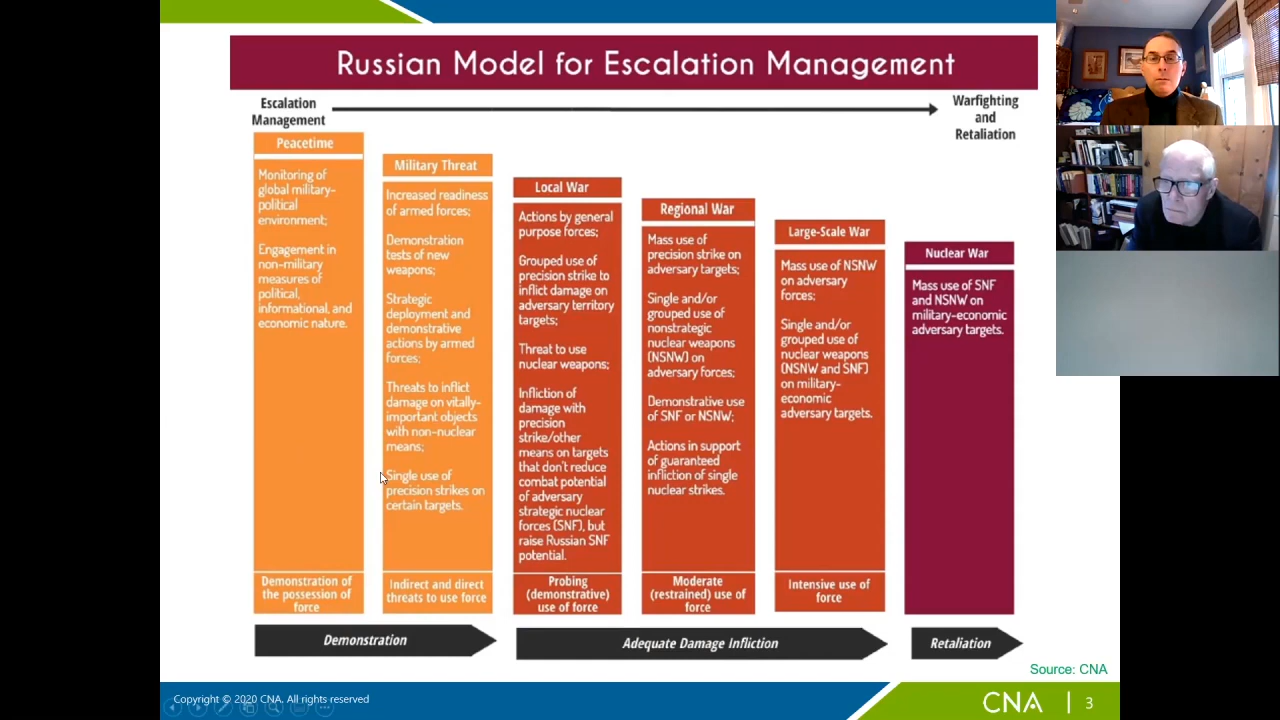 Russian Model for Escalation Management
Escalation
Management
Warfighting
and
Retaliation
Peacetime
Monitoring of
global military-
political
environment;
Engagement in
non-military
measures of
political,
informational, and
economic nature.
Demonstration of
the possession of
force
Military Threat
Increased readiness
of armed forces;
Demonstration
tests of new
weapons;
Strategic
deployment and
demonstrative
actions by armed
forces;
Threats to inflict
damage on vitally-
important objects
with non-nuclear
means;
Single use of
precision strikes on
certain targets.
Indirect and direct
threats to use force
Local War
Actions by general
purpose forces;
Grouped use of
precision strike to
inflict damage on
adversary territory
targets;
Threat to use
nuclear weapons;
Infliction of
damage with
precision
strike/other
means on targets
that don't reduce
combat potential
of adversary
strategic nuclear
forces (SNF), but
raise Russian SNF
potential.
Probing
(demonstrative)
use of force
Regional War
Mass use of
precision strike on
adversary targets;
Single and/or
grouped use of
nonstrategic
nuclear weapons
(NSNW) on
adversary forces;
Demonstrative use
of SNF or NSNW;
Actions in support
of guaranteed
infliction of single
nuclear strikes.
Moderate
(restrained) use of
force
Large-Scale War
Mass use of NSNW
on adversary
forces;
Single and/or
grouped use of
nuclear weapons
(NSNW and SNF)
on military-
economic
adversary targets.
Intensive use of
force
Nuclear War
Mass use of SNF
and NSNW on
military-economic
adversary targets.
Demonstration
Adequate Damage Infliction
Retaliation
Source: CNA
Copyright © 2020 CNA. All rights reserved
CNA | 3